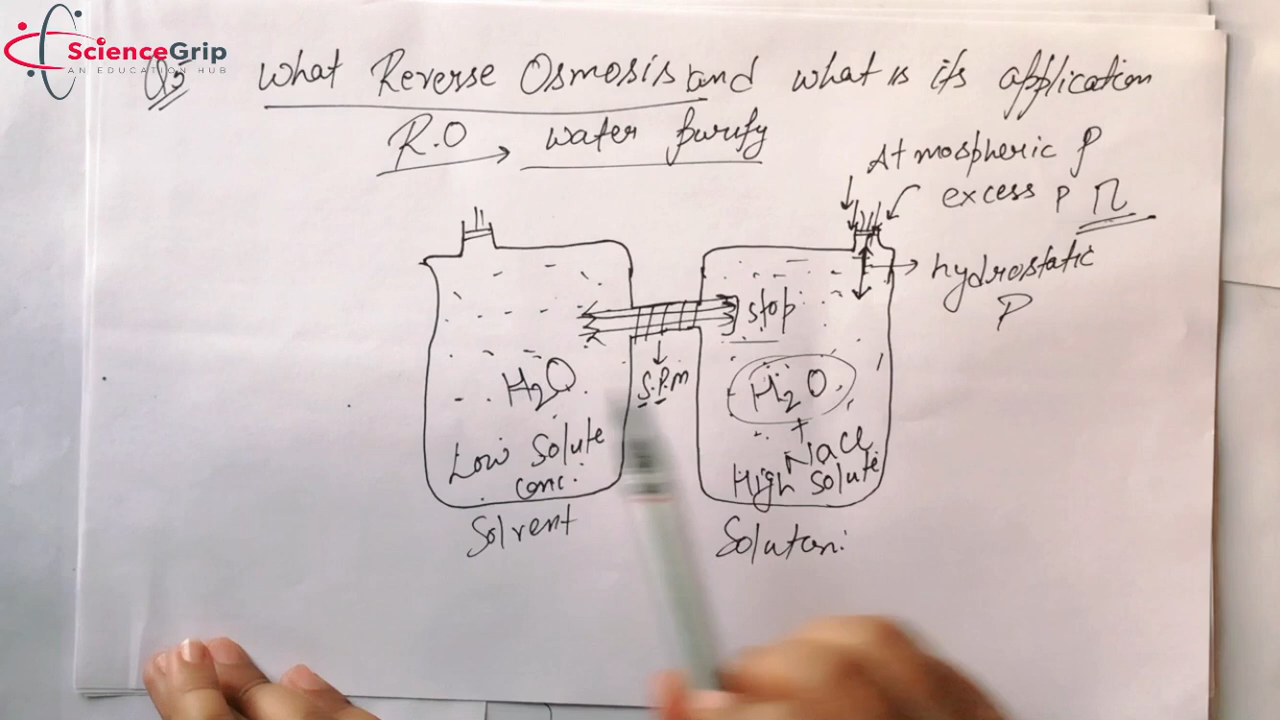 ScienceGrip
AN EDUCATION HUB
Q5 What Reverse Osmosis and what is its application
R.O → water purify
Atmospheric P
excess P π
hydrostatic
P
stop
S.P.M
H2O
Low Solute
conc.
Solvent
H2O
+
NaCl
High Solute
Solution: